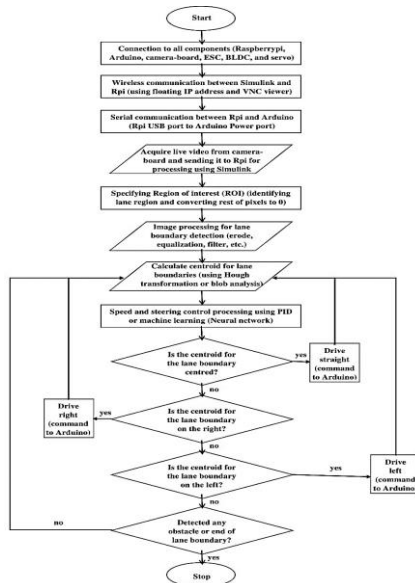 Start
Connection to all components (Raspberrypi,
Arduino, camera-board, ESC, BLDC, and servo)
Wireless communication between Simulink and
Rpi (using floating IP address and VNC viewer)
Serial communication between Rpi and Arduino
(Rpi USB port to Arduino Power port)
Acquire live video from camera-
board and sending it to Rpi for
processing using Simulink
Specifying Region of interest (ROI) (identifying
lane region and converting rest of pixels to 0)
Image processing for lane
boundary detection (erode,
equalization, filter, etc.)
Calculate centroid for lane
boundaries (using Hough
transformation or blob analysis)
Speed and steering control processing using PID
or machine learning (Neural network)
Is the centroid for
the lane boundary
centred?
yes
Drive
straight
(command
to Arduino)
no
Is the centroid for
the lane boundary
on the right?
yes
Drive
right
(command
to Arduino)
no
Is the centroid for
the lane boundary
on the left?
yes
Drive
left
(command
to Arduino)
no
Detected any
obstacle or end of
lane boundary?
no
yes
Stop